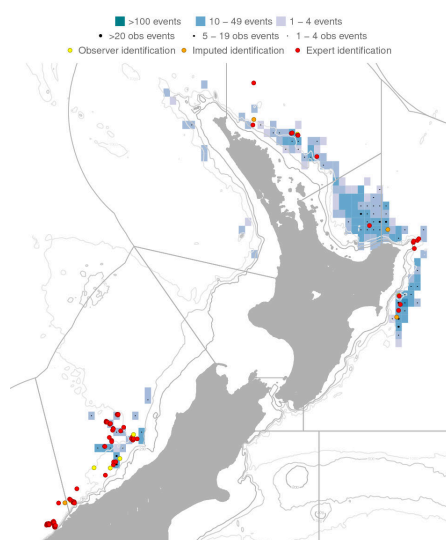 >100 events 10 − 49 events 1 − 4 events
>20 obs events 5 − 19 obs events 1 − 4 obs events
Observer identification Imputed identification Expert identification